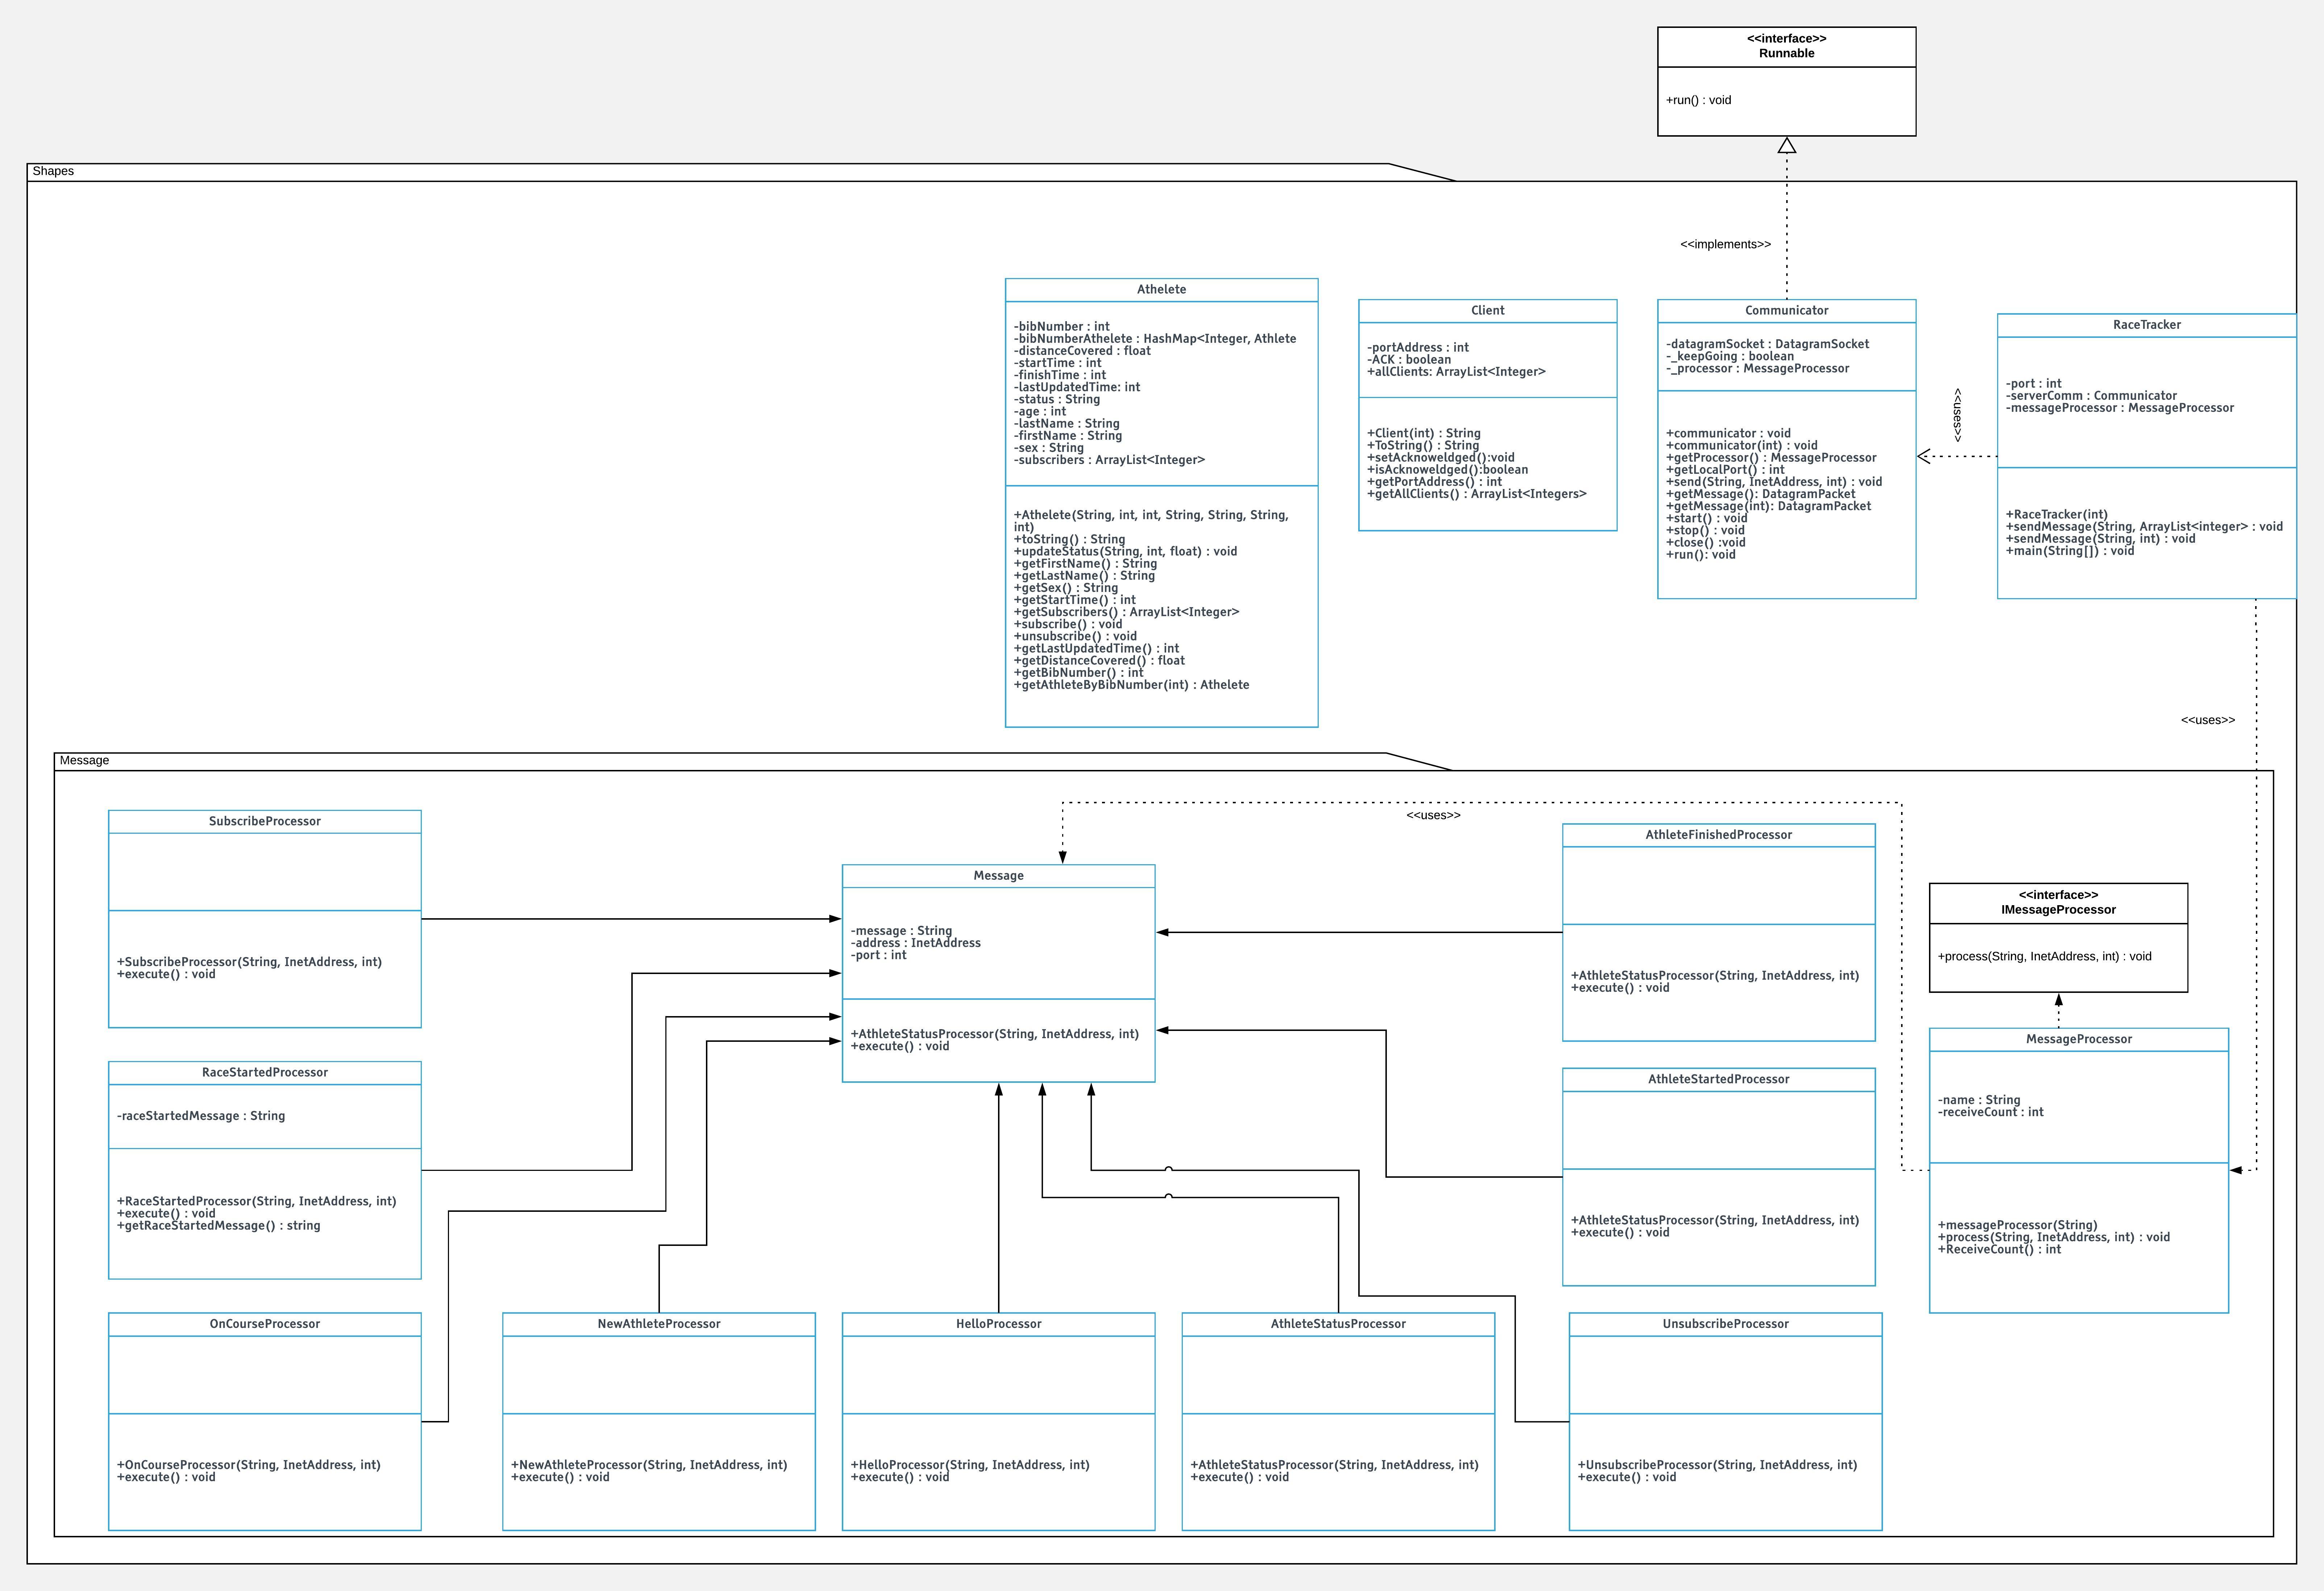 <<interface>>
Runnable
+run() : void
Shapes
<<implements>>
Athelete
-bibNumber : int
-bibNumberAthelete : HashMap<Integer, Athlete
-distanceCovered : float
-startTime : int
-finishTime : int
-lastUpdatedTime: int
-status : String
-age : int
-lastName : String
-firstName : String
-sex : String
-subscribers : ArrayList<Integer>
+Athelete(String, int, int, String, String, String,
int)
+toString() : String
+updateStatus(String, int, float) : void
+getFirstName() : String
+getLastName() : String
+getSex() : String
+getStartTime() : int
+getSubscribers() : ArrayList<Integer>
+subscribe() : void
+unsubscribe() : void
+getLastUpdatedTime() : int
+getDistanceCovered() : float
+getBibNumber() : int
+getAthleteByBibNumber(int) : Athelete
Client
-portAddress : int
-ACK : boolean
+allClients: ArrayList<Integer>
+Client(int) : String
+ToString() : String
+setAcknoweldged():void
+isAcknoweldged():boolean
+getPortAddress() : int
+getAllClients() : ArrayList<Integers>
Communicator
-datagramSocket : DatagramSocket
-_keepGoing : boolean
-_processor : MessageProcessor
+communicator : void
+communicator(int) : void
+getProcessor() : MessageProcessor
+getLocalPort() : int
+send(String, InetAddress, int) : void
+getMessage(): DatagramPacket
+getMessage(int): DatagramPacket
+start() : void
+stop() : void
+close() :void
+run(): void
<<uses>>
RaceTracker
-port : int
-serverComm : Communicator
-messageProcessor : MessageProcessor
+RaceTracker(int)
+sendMessage(String, ArrayList<integer> : void
+sendMessage(String, int) : void
+main(String[]) : void
<<uses>>
Message
SubscribeProcessor
+SubscribeProcessor(String, InetAddress, int)
+execute() : void
<<uses>>
Message
-message : String
-address : InetAddress
-port : int
+AthleteStatusProcessor(String, InetAddress, int)
+execute() : void
AthleteFinishedProcessor
+AthleteStatusProcessor(String, InetAddress, int)
+execute() : void
<<interface>>
IMessageProcessor
+process(String, InetAddress, int) : void
RaceStartedProcessor
-raceStartedMessage : String
+RaceStartedProcessor(String, InetAddress, int)
+execute() : void
+getRaceStartedMessage() : string
AthleteStartedProcessor
+AthleteStatusProcessor(String, InetAddress, int)
+execute() : void
MessageProcessor
-name : String
-receiveCount : int
+messageProcessor(String)
+process(String, InetAddress, int) : void
+ReceiveCount() : int
OnCourseProcessor
+OnCourseProcessor(String, InetAddress, int)
+execute() : void
NewAthleteProcessor
+NewAthleteProcessor(String, InetAddress, int)
+execute() : void
HelloProcessor
+HelloProcessor(String, InetAddress, int)
+execute() : void
AthleteStatusProcessor
+AthleteStatusProcessor(String, InetAddress, int)
+execute() : void
UnsubscribeProcessor
+UnsubscribeProcessor(String, InetAddress, int)
+execute() : void